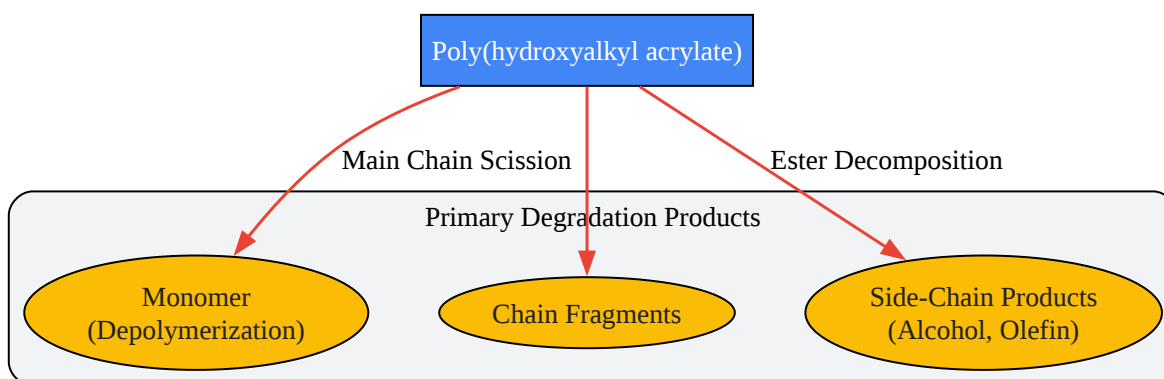 Poly(hydroxyalkyl acrylate)
Main Chain Scission
Ester Decomposition
Primary Degradation Products
Monomer
(Depolymerization)
Chain Fragments
Side-Chain Products
(Alcohol, Olefin)